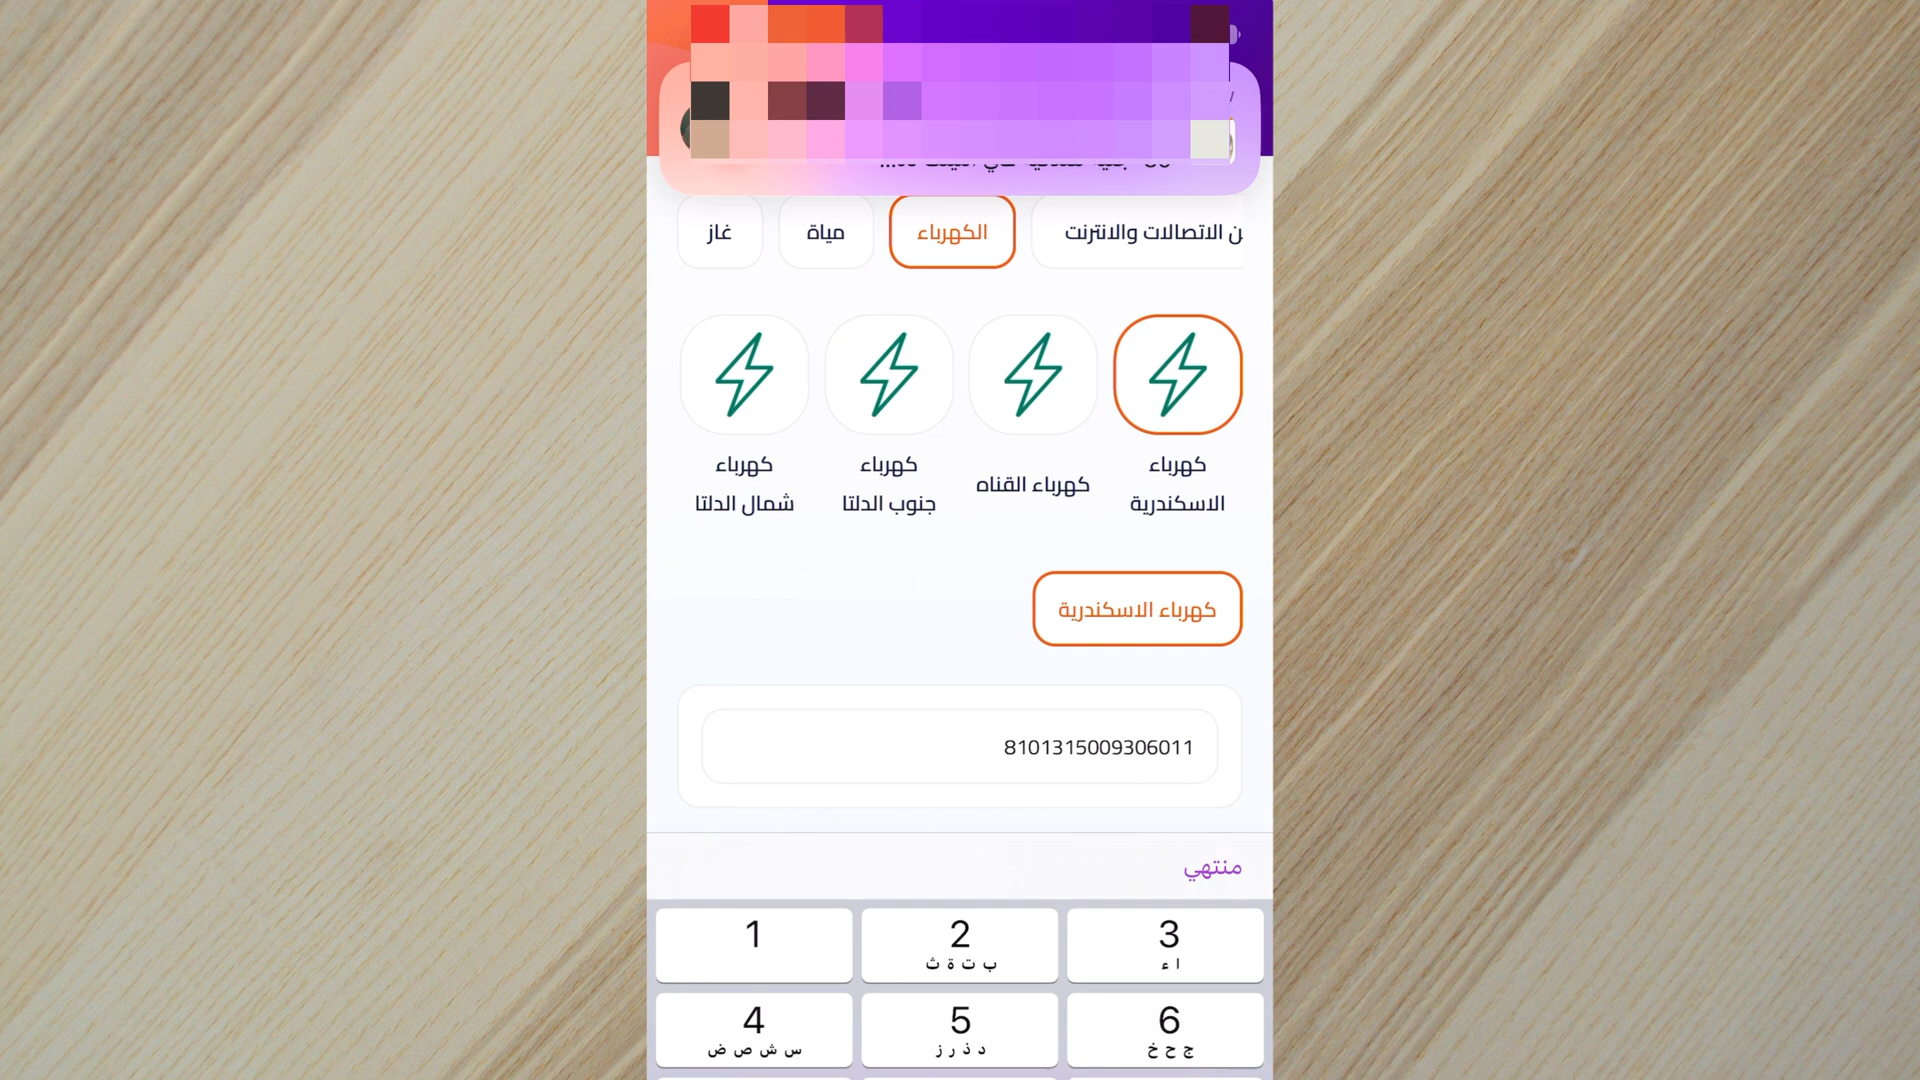 ن الاتصالات والانترنت
الكهرباء
مياة
غاز
كهرباء
الاسكندرية
كهرباء القناه
كهرباء
جنوب الدلتا
كهرباء
شمال الدلتا
كهرباء الاسكندرية
8101315009306011
منتهي
1
2
ب ت ة ث
3
ا ء
4
س ش ص ض
5
د ذ ر ز
6
ج ح خ